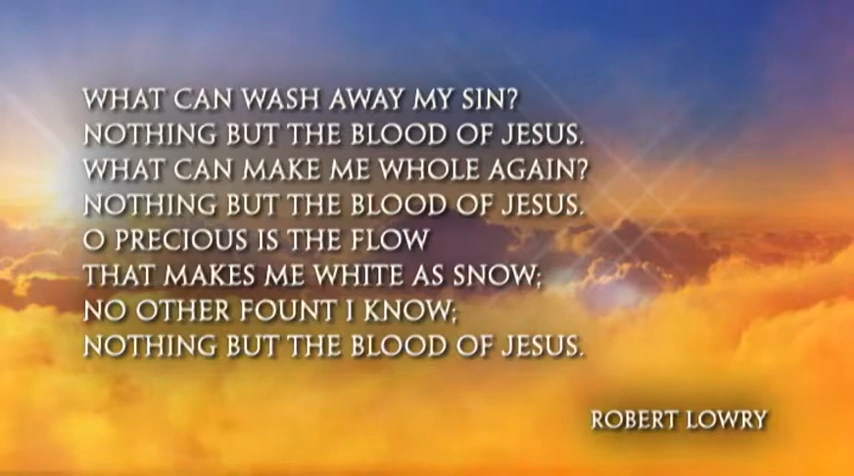 WHAT CAN WASH AWAY MY SIN?
NOTHING BUT THE BLOOD OF JESUS.
WHAT CAN MAKE ME WHOLE AGAIN?
NOTHING BUT THE BLOOD OF JESUS.
O PRECIOUS IS THE FLOW
THAT MAKES ME WHITE AS SNOW;
NO OTHER FOUNT I KNOW;
NOTHING BUT THE BLOOD OF JESUS.
ROBERT LOWRY